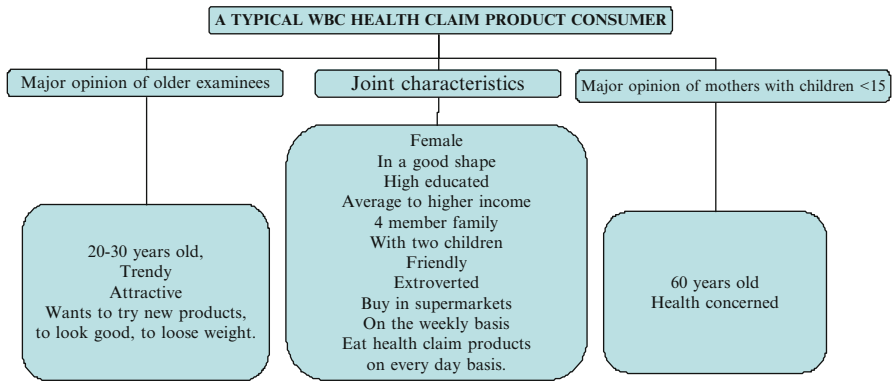 A TYPICAL WBC HEALTH CLAIM PRODUCT CONSUMER
Major opinion of older examinees
20-30 years old,
Trendy
Attractive
Wants to try new products,
to look good, to loose weight.
Joint characteristics
Female
In a good shape
High educated
Average to higher income
4 member family
With two children
Friendly
Extroverted
Buy in supermarkets
On the weekly basis
Eat health claim products
on every day basis.
Major opinion of mothers with children <15
60 years old
Health concerned